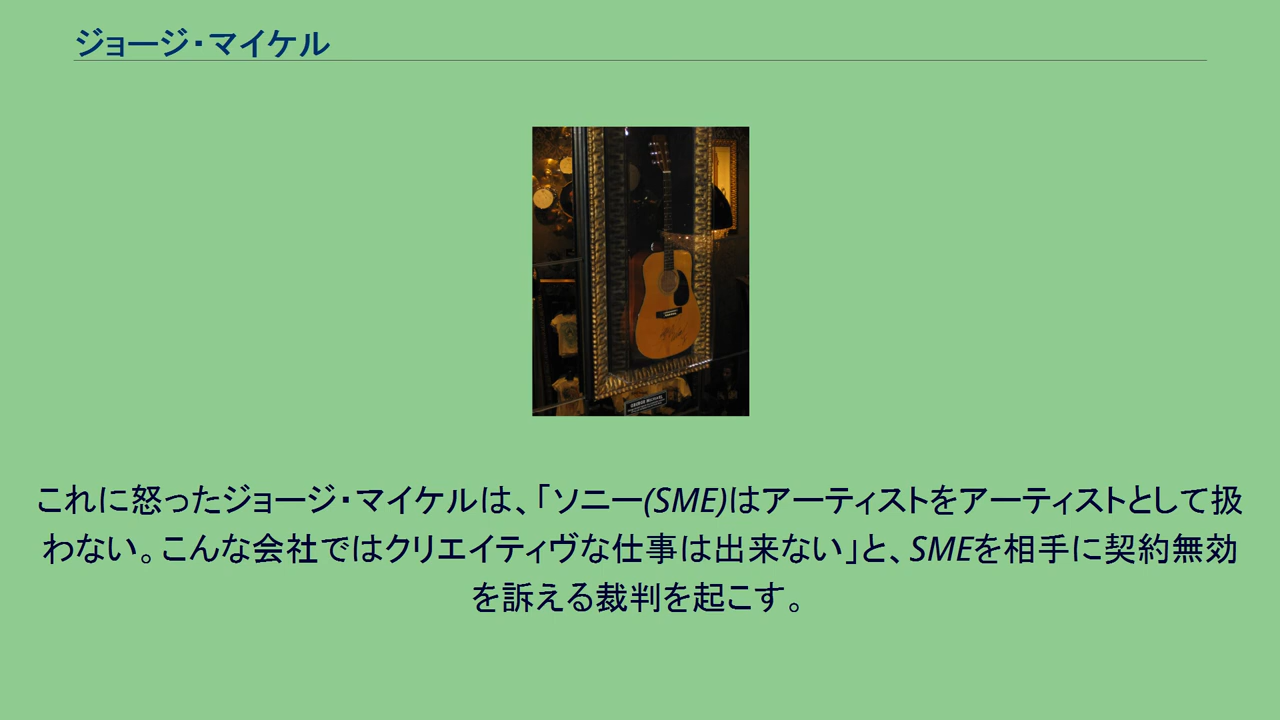 ジョージ・マイケル
GEORGE MICHAEL
これに怒ったジョージ・マイケルは、「ソニー(SME)はアーティストをアーティストとして扱
わない。こんな会社ではクリエイティヴな仕事は出来ない」と、SMEを相手に契約無効
を訴える裁判を起こす。